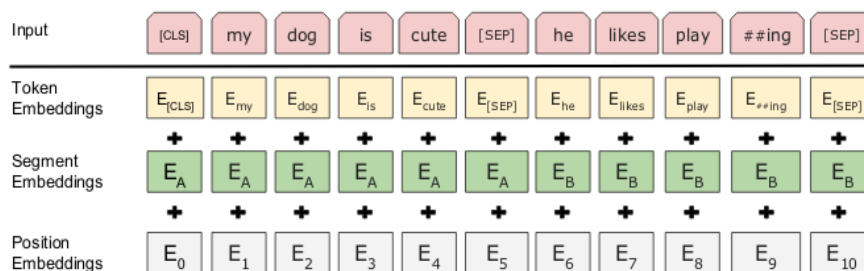 Input [CLS] my dog is cute [SEP] he likes play ##ing [SEP]
Token Embeddings E[CLS] Emy Edog Eis Ecute E[SEP] Ehe Elikes Eplay E##ing E[SEP]
+ + + + + + + + + + +
Segment Embeddings EA EA EA EA EA EA EB EB EB EB EB
+ + + + + + + + + + +
Position Embeddings E0 E1 E2 E3 E4 E5 E6 E7 E8 E9 E10